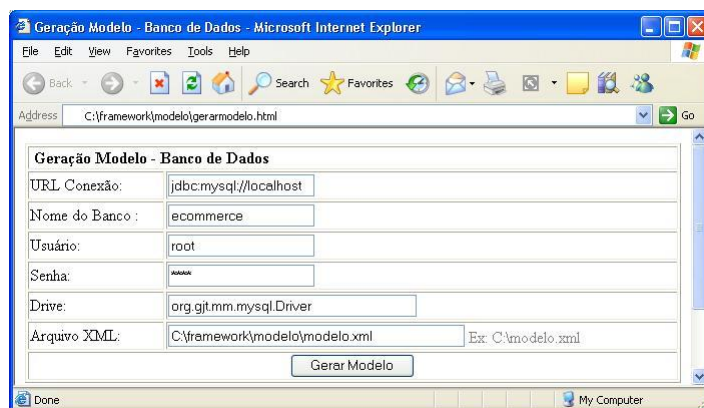 Geração Modelo - Banco de Dados - Microsoft Internet Explorer
File Edit View Favorites Tools Help
Back Search Favorites
Address C:\framework\modelo\gerarmodelo.html Go
Geração Modelo - Banco de Dados
URL Conexão: jdbc:mysql://localhost
Nome do Banco : ecommerce
Usuário: root
Senha: ****
Drive: org.gjt.mm.mysql.Driver
Arquivo XML: C:\framework\modelo\modelo.xml Ex: C:\modelo.xml
Gerar Modelo
Done My Computer